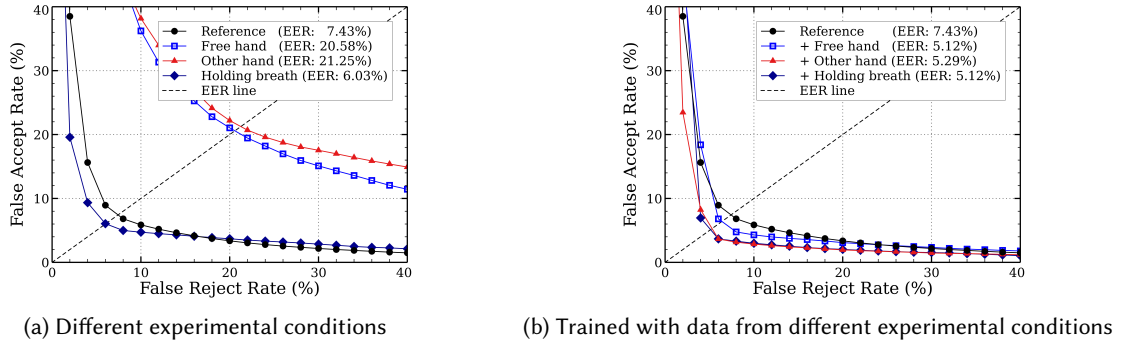 40
30
20
10
0
0
10
20
30
40
False Accept Rate (%)
False Reject Rate (%)
Reference (EER: 7.43%)
Free hand (EER: 20.58%)
Other hand (EER: 21.25%)
Holding breath (EER: 6.03%)
EER line
(a) Different experimental conditions
40
30
20
10
0
0
10
20
30
40
False Accept Rate (%)
False Reject Rate (%)
Reference (EER: 7.43%)
+ Free hand (EER: 5.12%)
+ Other hand (EER: 5.29%)
+ Holding breath (EER: 5.12%)
EER line
(b) Trained with data from different experimental conditions